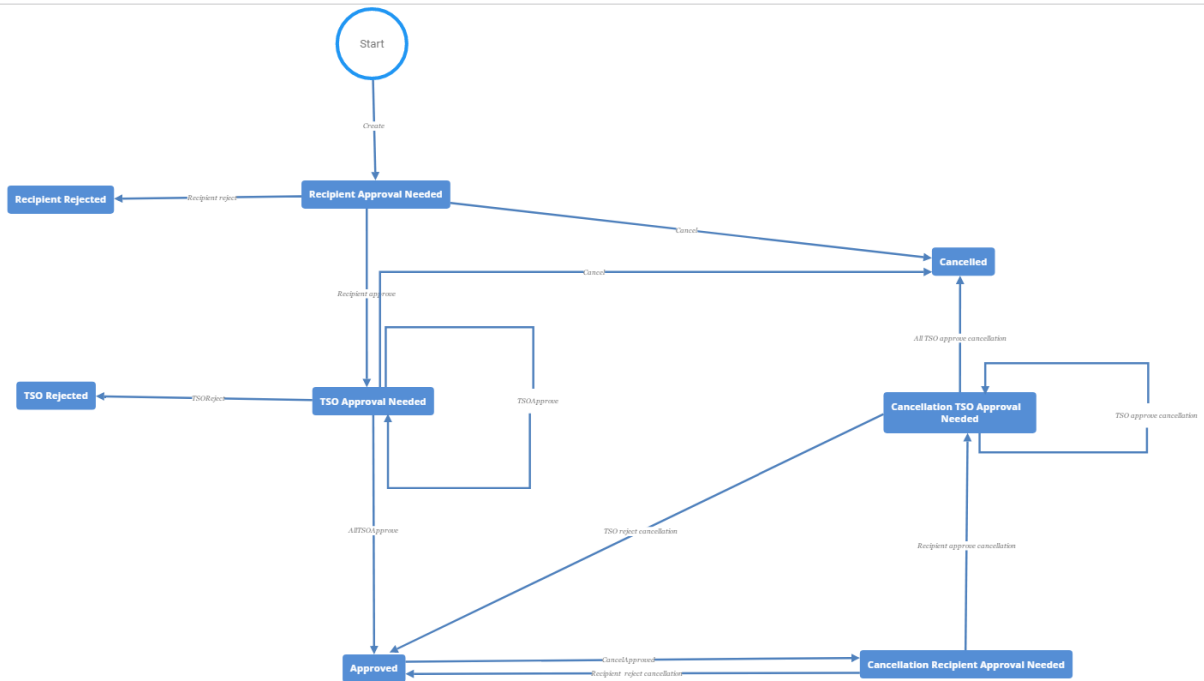 Start
Create
Recipient Approval Needed
Recipient Rejected
Recipient reject
Cancel
Cancelled
Cancel
Recipient approve
All TSO approve cancellation
TSO Rejected
TSOReject
TSO Approval Needed
TSOApprove
Cancellation TSO Approval
Needed
TSO approve cancellation
AllTSOApprove
TSO reject cancellation
Recipient approve cancellation
Approved
CancelApproved
Recipient reject cancellation
Cancellation Recipient Approval Needed